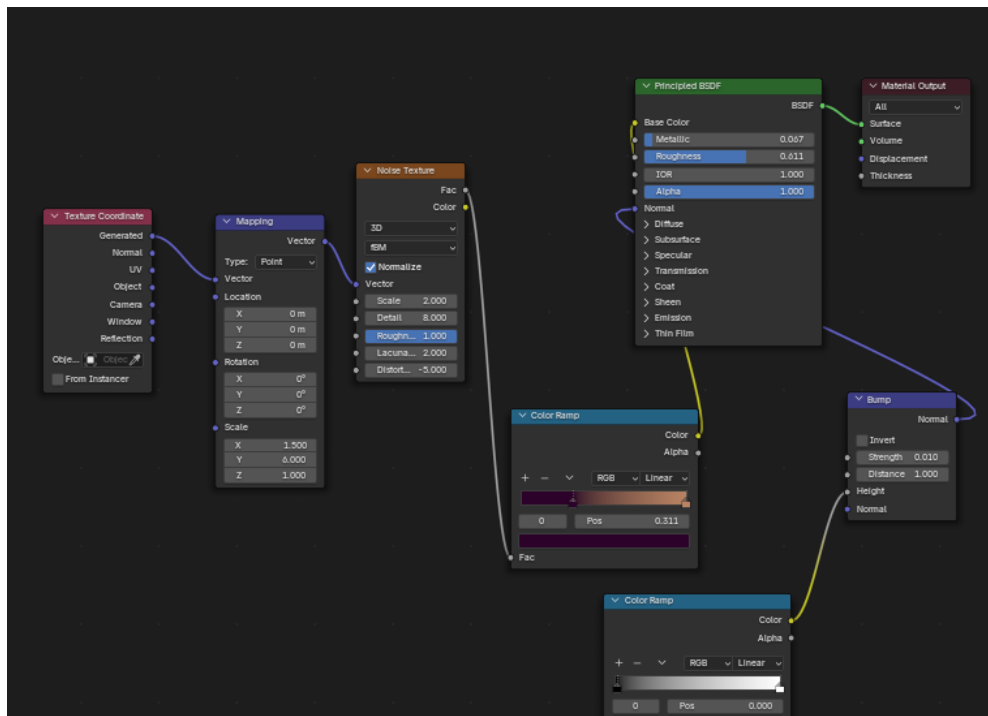 Texture Coordinate
Generated
Normal
UV
Object
Camera
Window
Reflection
Obje... Objec
From Instancer
Mapping
Vector
Type: Point
Vector
Location
X 0 m
Y 0 m
Z 0 m
Rotation
X 0°
Y 0°
Z 0°
Scale
X 1.500
Y 6.000
Z 1.000
Noise Texture
Fac
Color
3D
fBM
Normalize
Vector
Scale 2.000
Detail 8.000
Roughn... 1.000
Lacuna... 2.000
Distort... -5.000
Color Ramp
Color
Alpha
+ − RGB Linear
0 Pos 0.311
Fac
Color Ramp
Color
Alpha
+ − RGB Linear
0 Pos 0.000
Principled BSDF
BSDF
Base Color
Metallic 0.067
Roughness 0.611
IOR 1.000
Alpha 1.000
Normal
Diffuse
Subsurface
Specular
Transmission
Coat
Sheen
Emission
Thin Film
Material Output
All
Surface
Volume
Displacement
Thickness
Bump
Normal
Invert
Strength 0.010
Distance 1.000
Height
Normal